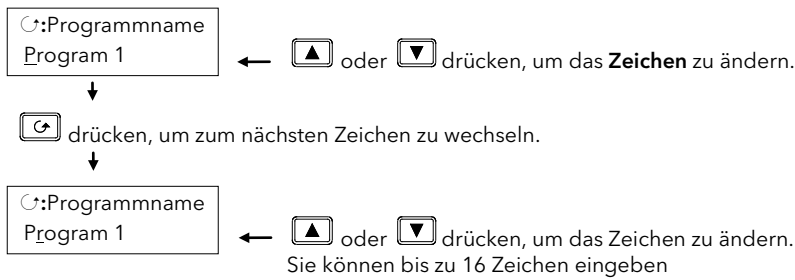 :Programmname
Program 1
▲ oder ▼ drücken, um das Zeichen zu ändern.
drücken, um zum nächsten Zeichen zu wechseln.
:Programmname
Program 1
▲ oder ▼ drücken, um das Zeichen zu ändern.
Sie können bis zu 16 Zeichen eingeben